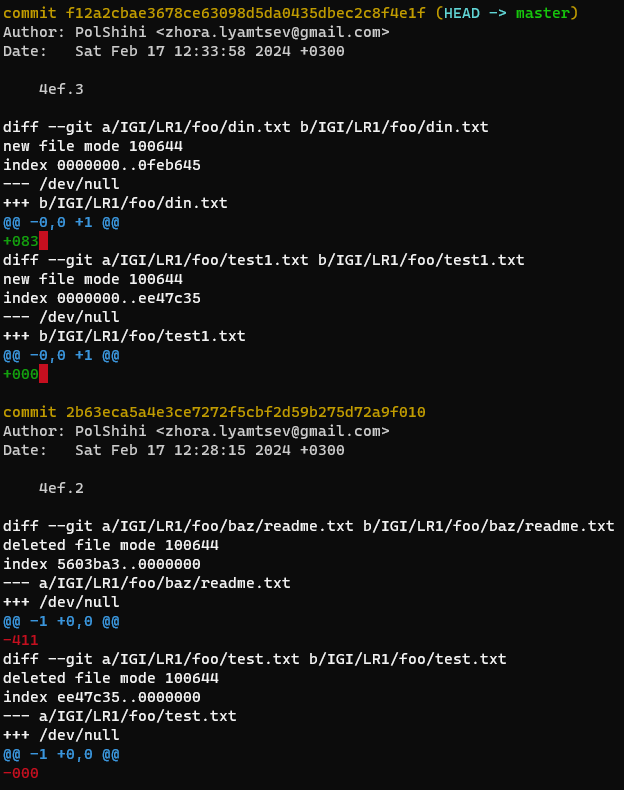 commit f12a2cbae3678ce63098d5da0435dbec2c8f4e1f (HEAD -> master)
Author: PolShihi <zhora.lyamtsev@gmail.com>
Date:   Sat Feb 17 12:33:58 2024 +0300

    4ef.3

diff --git a/IGI/LR1/foo/din.txt b/IGI/LR1/foo/din.txt
new file mode 100644
index 0000000..0feb645
--- /dev/null
+++ b/IGI/LR1/foo/din.txt
@@ -0,0 +1 @@
+083
diff --git a/IGI/LR1/foo/test1.txt b/IGI/LR1/foo/test1.txt
new file mode 100644
index 0000000..ee47c35
--- /dev/null
+++ b/IGI/LR1/foo/test1.txt
@@ -0,0 +1 @@
+000

commit 2b63eca5a4e3ce7272f5cbf2d59b275d72a9f010
Author: PolShihi <zhora.lyamtsev@gmail.com>
Date:   Sat Feb 17 12:28:15 2024 +0300

    4ef.2

diff --git a/IGI/LR1/foo/baz/readme.txt b/IGI/LR1/foo/baz/readme.txt
deleted file mode 100644
index 5603ba3..0000000
--- a/IGI/LR1/foo/baz/readme.txt
+++ /dev/null
@@ -1 +0,0 @@
-411
diff --git a/IGI/LR1/foo/test.txt b/IGI/LR1/foo/test.txt
deleted file mode 100644
index ee47c35..0000000
--- a/IGI/LR1/foo/test.txt
+++ /dev/null
@@ -1 +0,0 @@
-000